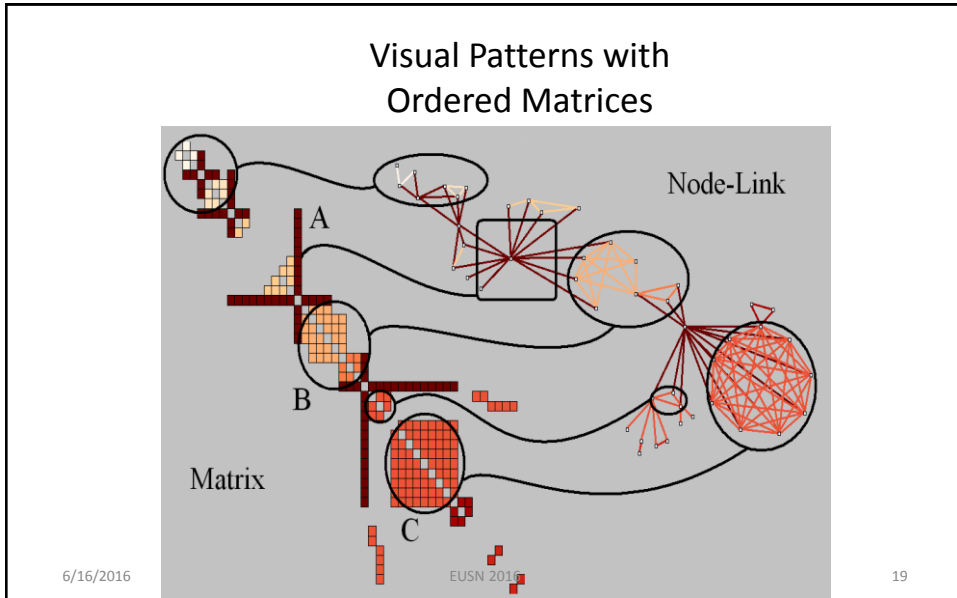 Visual Patterns with
Ordered Matrices
Node-Link
A
B
Matrix
C
6/16/2016
EUSN 2016
19